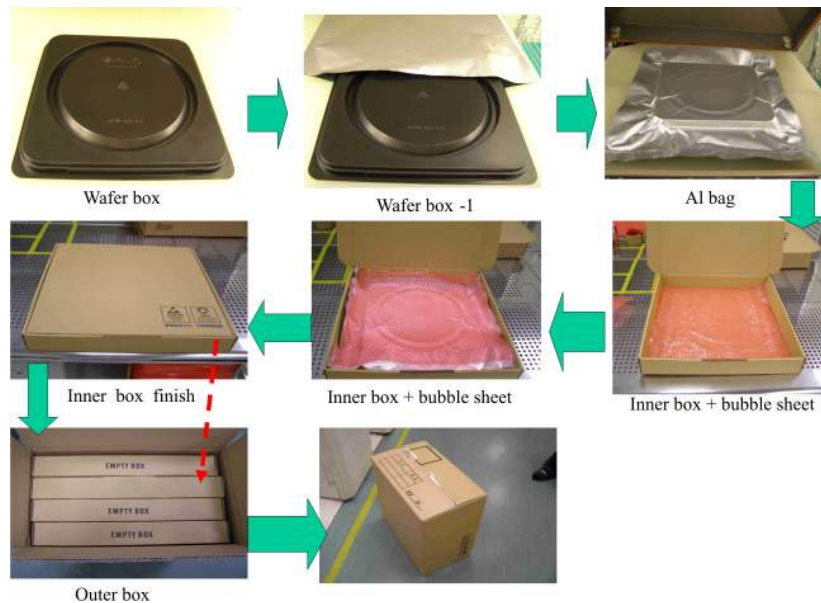 Wafer box
Wafer box -1
AI bag
Inner box finish
Inner box + bubble sheet
Inner box + bubble sheet
EMPTY BOX
EMPTY BOX
EMPTY BOX
Outer box